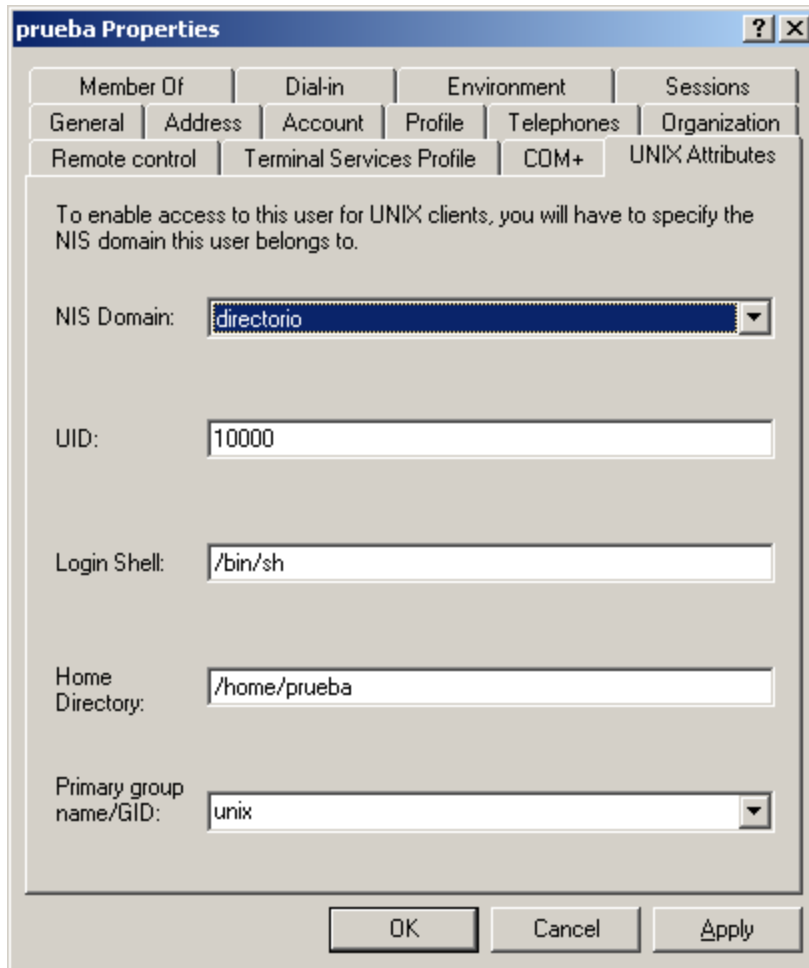 prueba Properties
Member Of Dial-in Environment Sessions
General Address Account Profile Telephones Organization
Remote control Terminal Services Profile COM+ UNIX Attributes
To enable access to this user for UNIX clients, you will have to specify the
NIS domain this user belongs to.
NIS Domain: directorio
UID: 10000
Login Shell: /bin/sh
Home
Directory: /home/prueba
Primary group
name/GID: unix
OK Cancel Apply